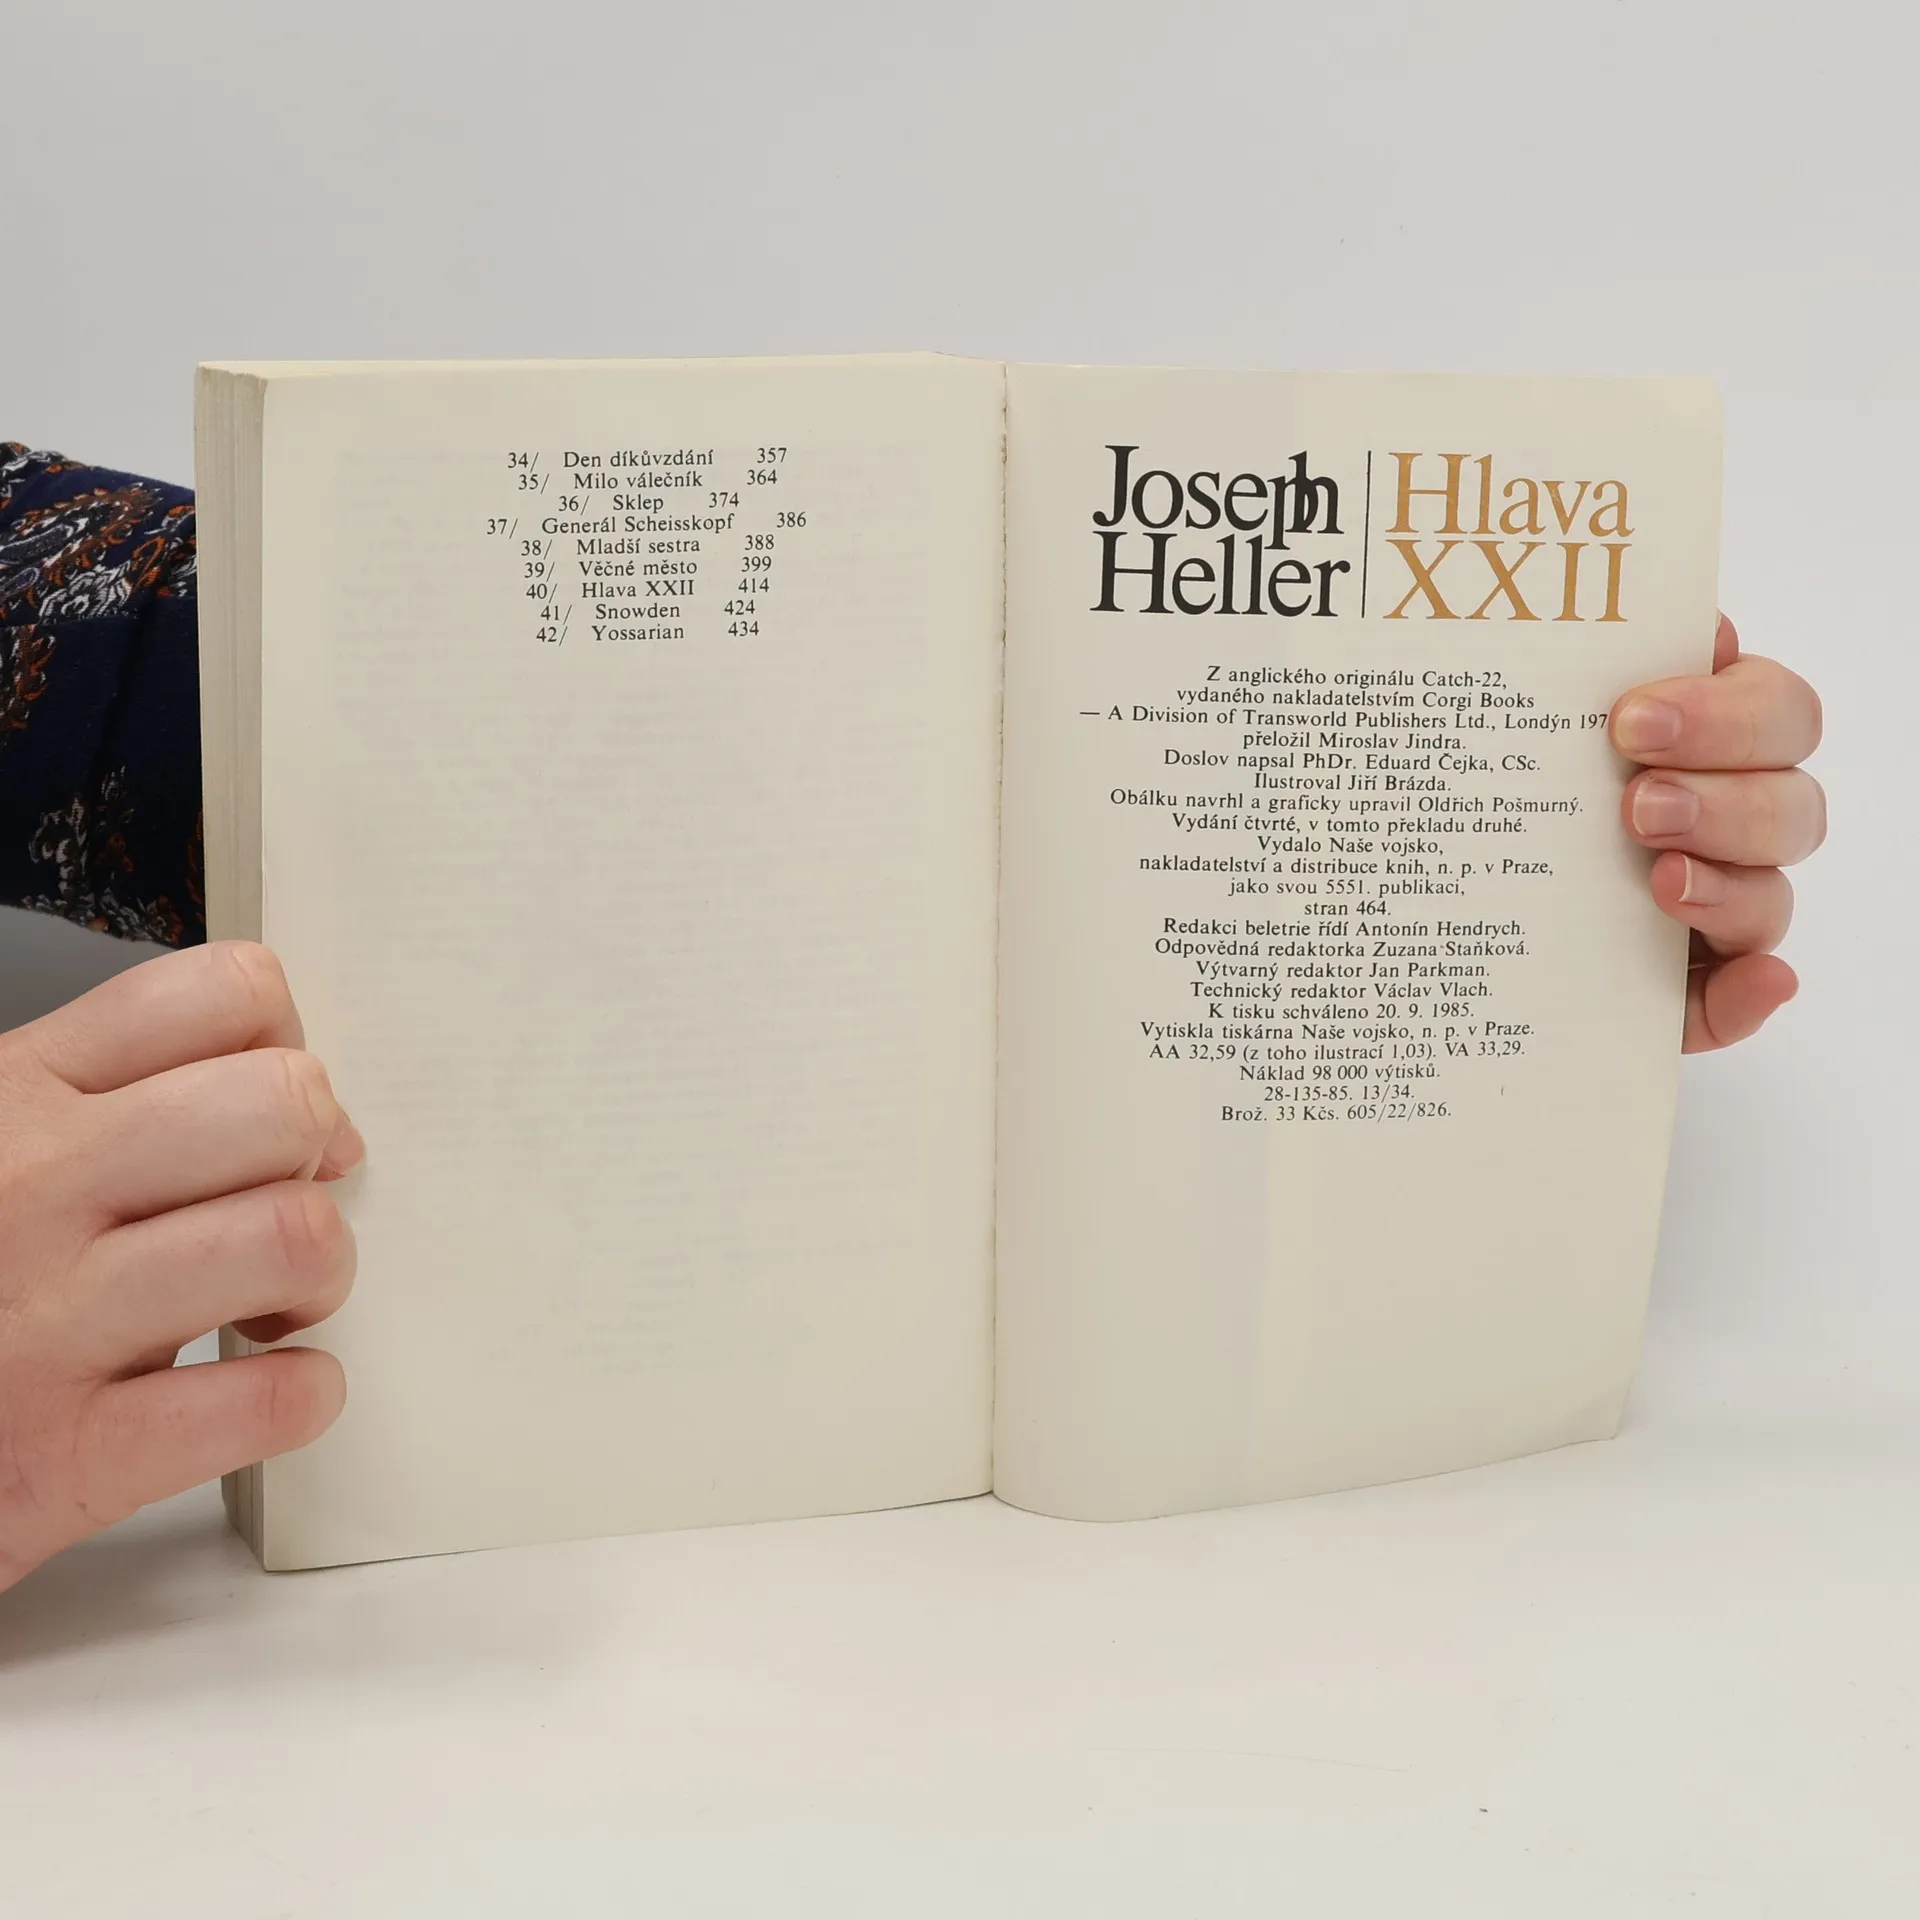 34/ Den díkůvzdání 357
35/ Milo válečník 364
36/ Sklep 374
37/ Generál Scheisskopf 386
38/ Mladší sestra 388
39/ Věčné město 399
40/ Hlava XXII 414
41/ Snowden 424
42/ Yossarian 434
Joseph Heller
Hlava XXII
Z anglického originálu Catch-22,
vydaného nakladatelstvím Corgi Books
— A Division of Transworld Publishers Ltd., Londýn
přeložil Miroslav Jindra.
Doslov napsal PhDr. Eduard Čejka, CSc.
Ilustroval Jiří Brázda.
Obálku navrhl a graficky upravil Oldřich Pošmurný.
Vydání čtvrté, v tomto překladu druhé.
Vydalo Naše vojsko,
nakladatelství a distribuce knih, n. p. v Praze,
jako svou 5551. publikaci,
stran 464.
Redakci beletrie řídí Antonín Hendrych.
Odpovědná redaktorka Zuzana Staňková.
Výtvarný redaktor Jan Parkman.
Technický redaktor Václav Vlach.
K tisku schváleno 20. 9. 1985.
Vytiskla tiskárna Naše vojsko, n. p. v Praze.
AA 32,59 (z toho ilustrací 1,03). VA 33,29.
Náklad 98 000 výtisků.
28-135-85. 13/34.
Brož. 33 Kčs. 605/22/826.